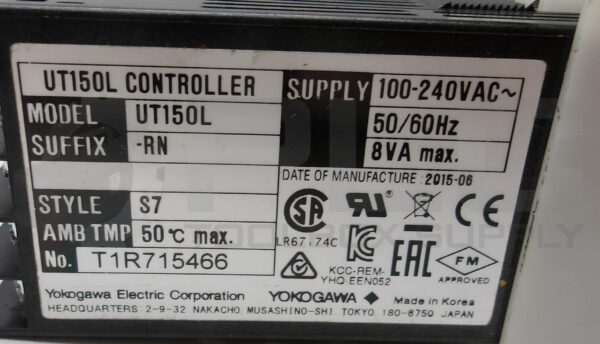 UT150L CONTROLLER SUPPLY 100-240VAC~
MODEL UT150L 50/60Hz
SUFFIX -RN 8VA max.
DATE OF MANUFACTURE : 2015-06
STYLE S7
AMB TMP 50°C max.
LR67174C
No. T1R715466
KCC-REM-
YHQ-EEN052
EAC
FM
APPROVED
Yokogawa Electric Corporation YOKOGAWA Made in Korea
HEADQUARTERS 2-9-32 NAKACHO, MUSASHINO-SHI, TOKYO, 180-8750 JAPAN